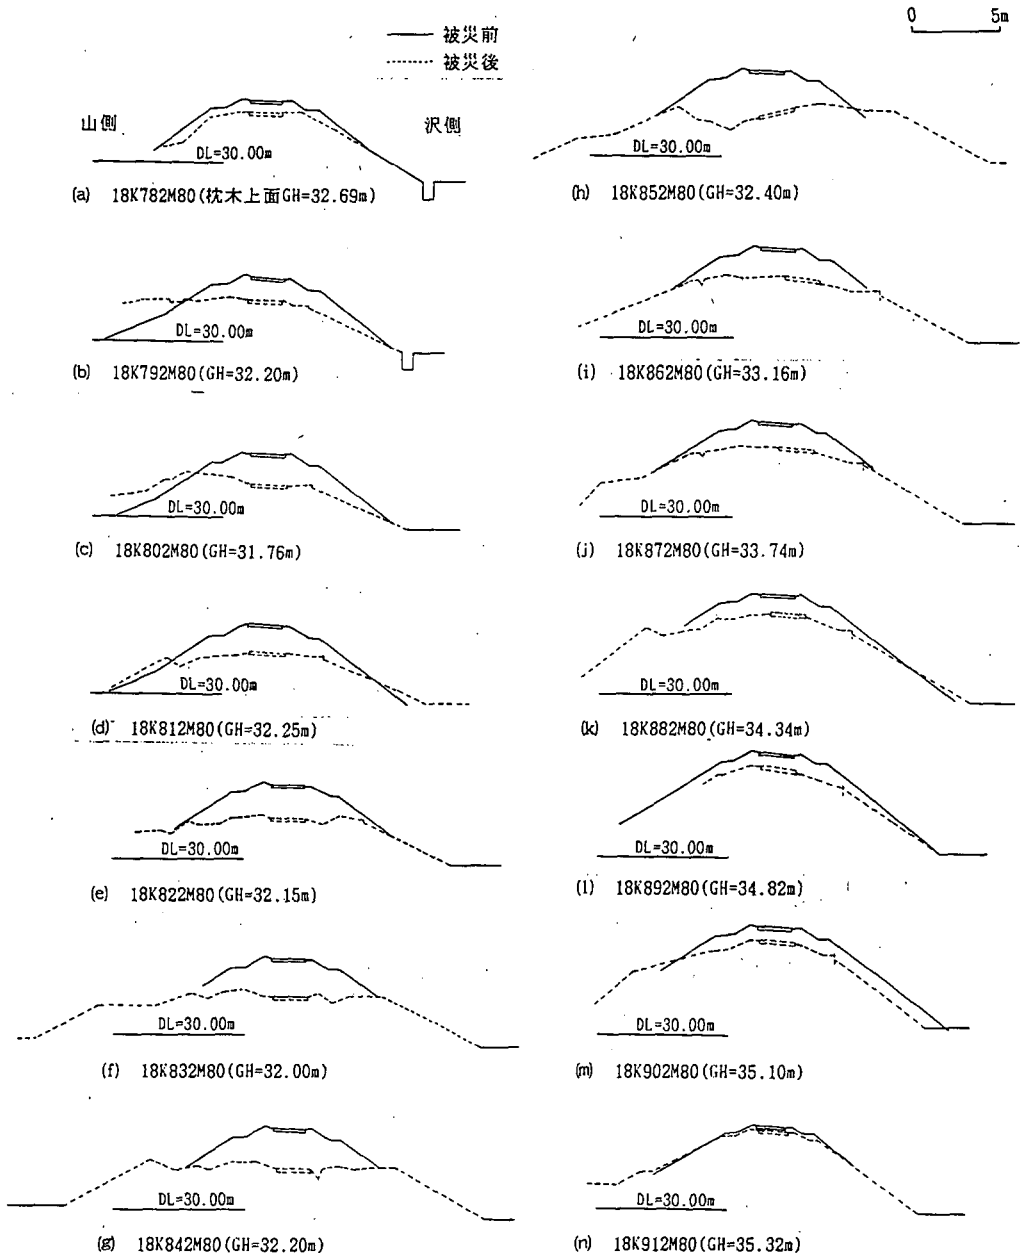 0 5m
被災前
被災後
山側
沢側
DL=30.00m
(a) 18K782M80(枕木上面GH=32.69m)
DL=30.00m
(b) 18K792M80(GH=32.20m)
DL=30.00m
(c) 18K802M80(GH=31.76m)
DL=30.00m
(d) 18K812M80(GH=32.25m)
DL=30.00m
(e) 18K822M80(GH=32.15m)
DL=30.00m
(f) 18K832M80(GH=32.00m)
DL=30.00m
(g) 18K842M80(GH=32.20m)
DL=30.00m
(h) 18K852M80(GH=32.40m)
DL=30.00m
(i) 18K862M80(GH=33.16m)
DL=30.00m
(j) 18K872M80(GH=33.74m)
DL=30.00m
(k) 18K882M80(GH=34.34m)
DL=30.00m
(l) 18K892M80(GH=34.82m)
DL=30.00m
(m) 18K902M80(GH=35.10m)
DL=30.00m
(n) 18K912M80(GH=35.32m)